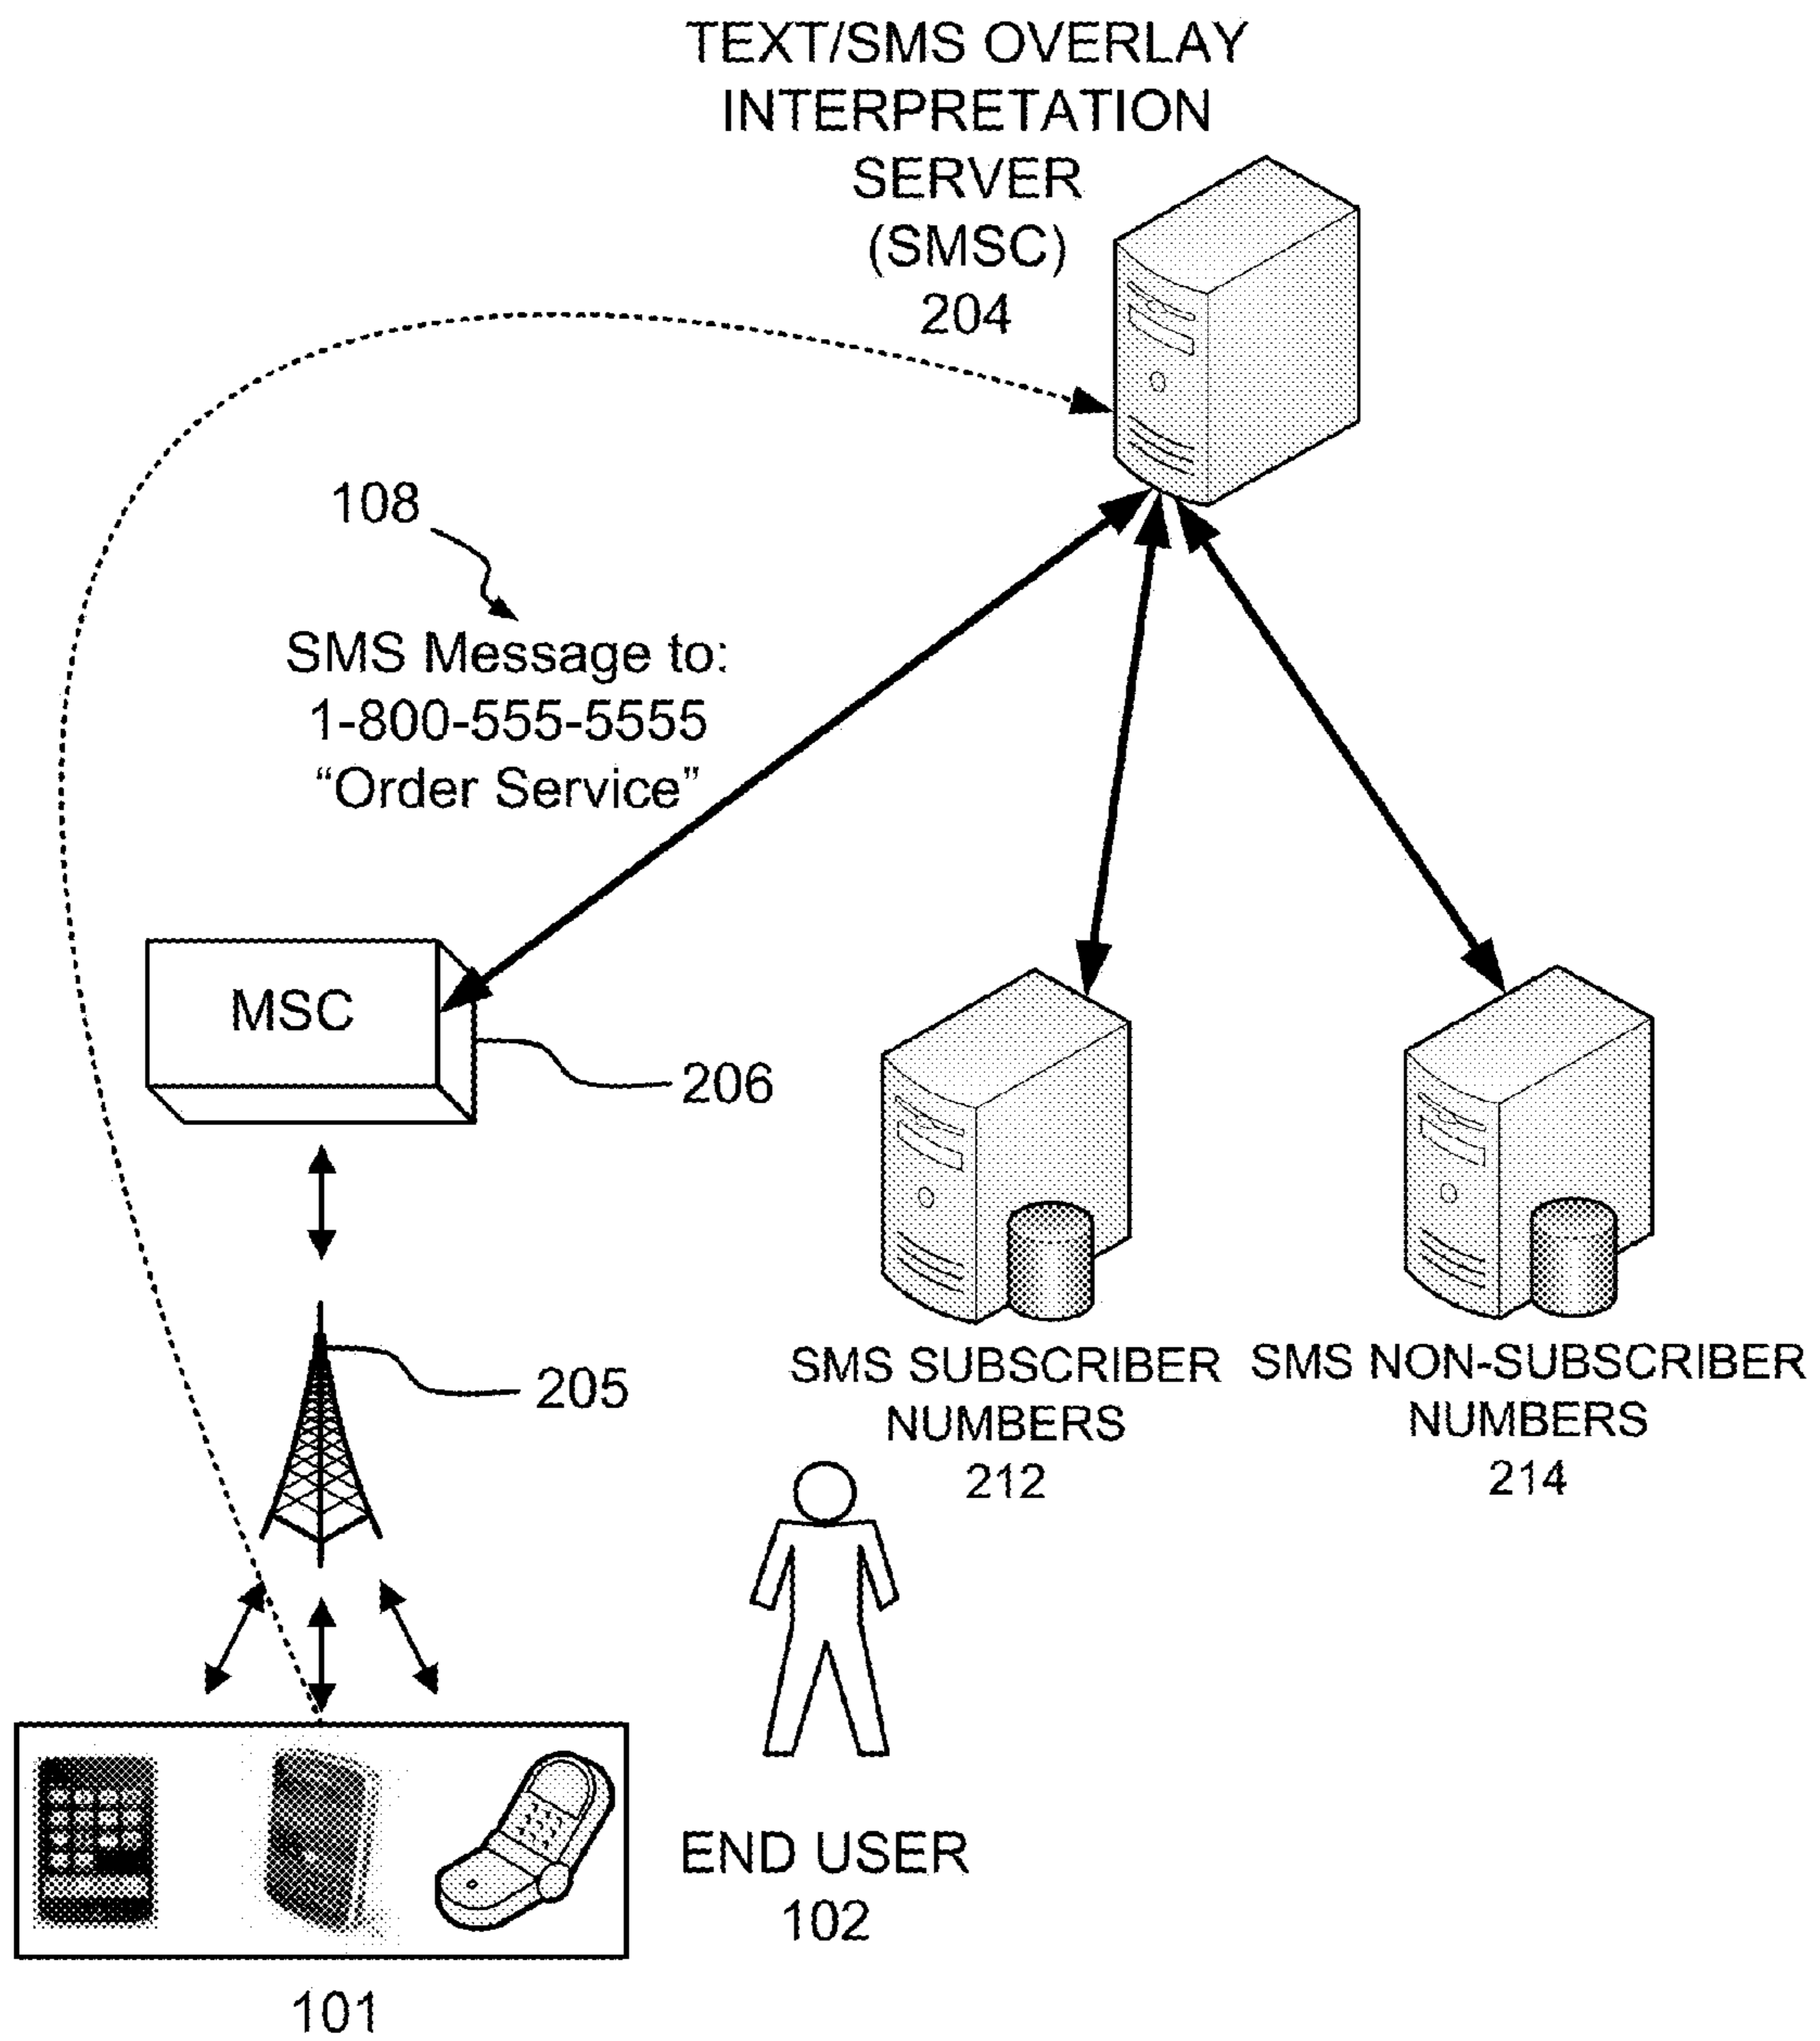 TEXT/SMS OVERLAY
INTERPRETATION
SERVER
(SMSC)
204
108
SMS Message to:
1-800-555-5555
“Order Service”
MSC
206
205
SMS SUBSCRIBER
NUMBERS
212
SMS NON-SUBSCRIBER
NUMBERS
214
END USER
102
101